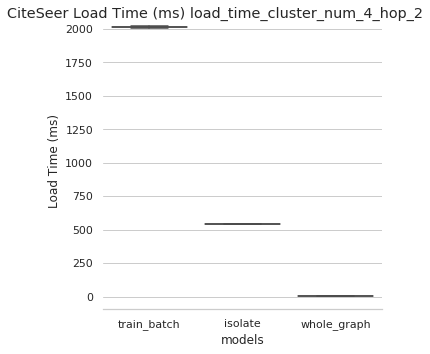 CiteSeer Load Time (ms) load_time_cluster_num_4_hop_2
2000
1750
1500
1250
1000
750
500
250
0
Load Time (ms)
train_batch isolate whole_graph
models